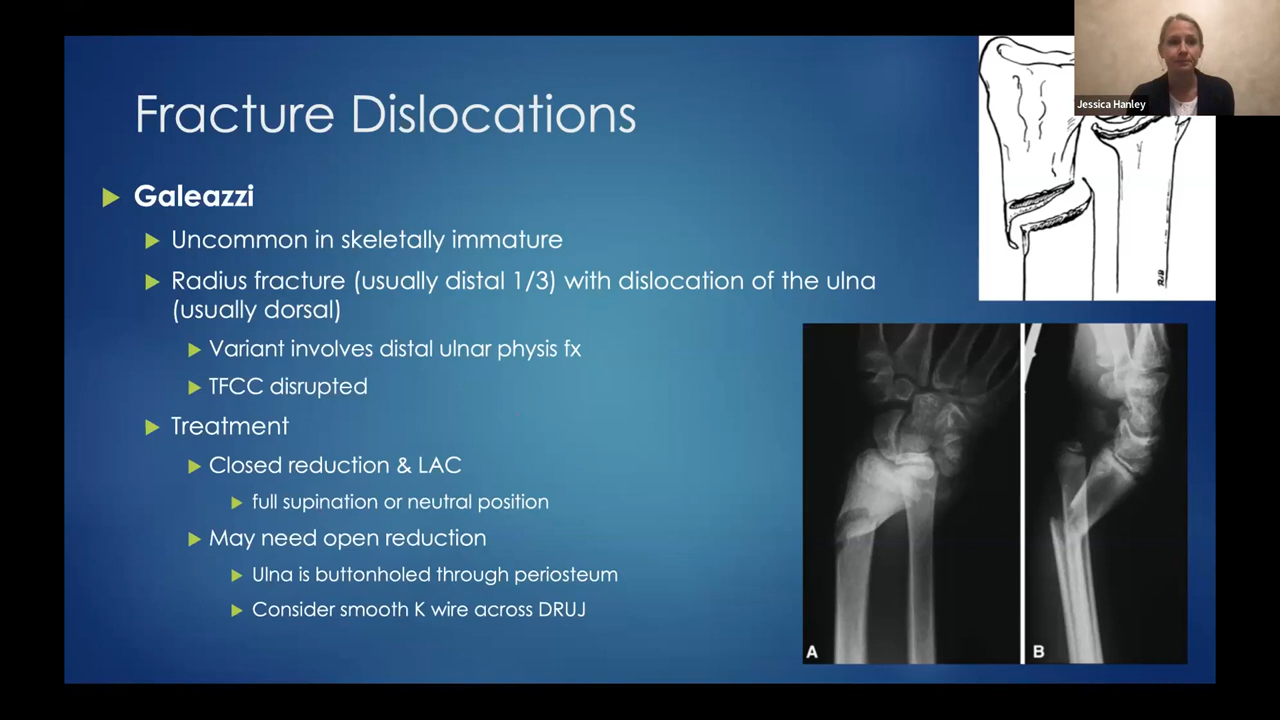 Jessica Hanley
Fracture Dislocations
Galeazzi
Uncommon in skeletally immature
Radius fracture (usually distal 1/3) with dislocation of the ulna
(usually dorsal)
Variant involves distal ulnar physis fx
TFCC disrupted
Treatment
Closed reduction & LAC
full supination or neutral position
May need open reduction
Ulna is buttonholed through periosteum
Consider smooth K wire across DRUJ
A
B